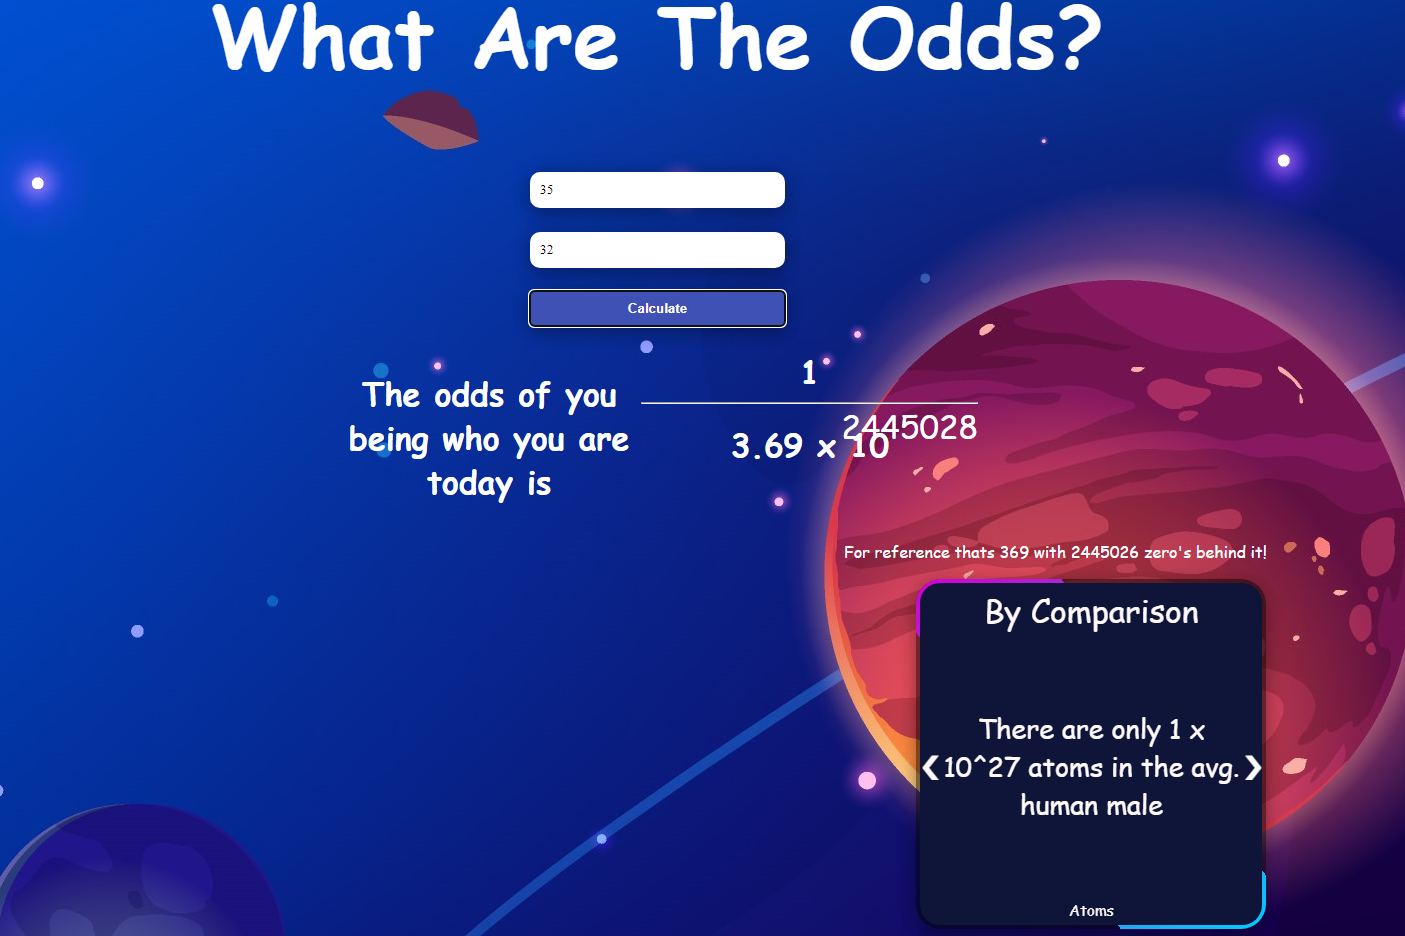 What Are The Odds?
35
32
Calculate
The odds of you
being who you are
today is
1
2445028
3.69 x 10
For reference thats 369 with 2445026 zero's behind it!
By Comparison
There are only 1 x
❮ 10^27 atoms in the avg. ❯
human male
Atoms